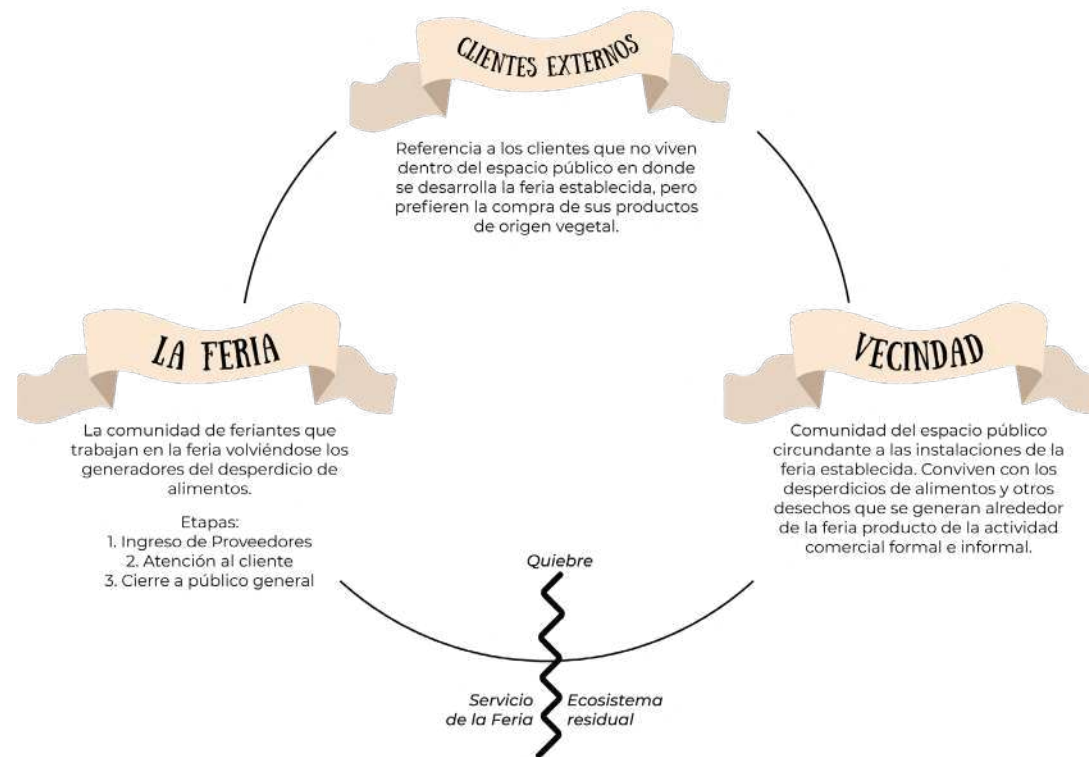 CLIENTES EXTERNOS
Referencia a los clientes que no viven
dentro del espacio público en donde
se desarrolla la feria establecida, pero
prefieren la compra de sus productos
de origen vegetal.
LA FERIA
La comunidad de feriantes que
trabajan en la feria volviéndose los
generadores del desperdicio de
alimentos.
Etapas:
1. Ingreso de Proveedores
2. Atención al cliente
3. Cierre a público general
VECINDAD
Comunidad del espacio público
circundante a las instalaciones de la
feria establecida. Conviven con los
desperdicios de alimentos y otros
desechos que se generan alrededor
de la feria producto de la actividad
comercial formal e informal.
Quiebre
Servicio
de la Feria
Ecosistema
residual